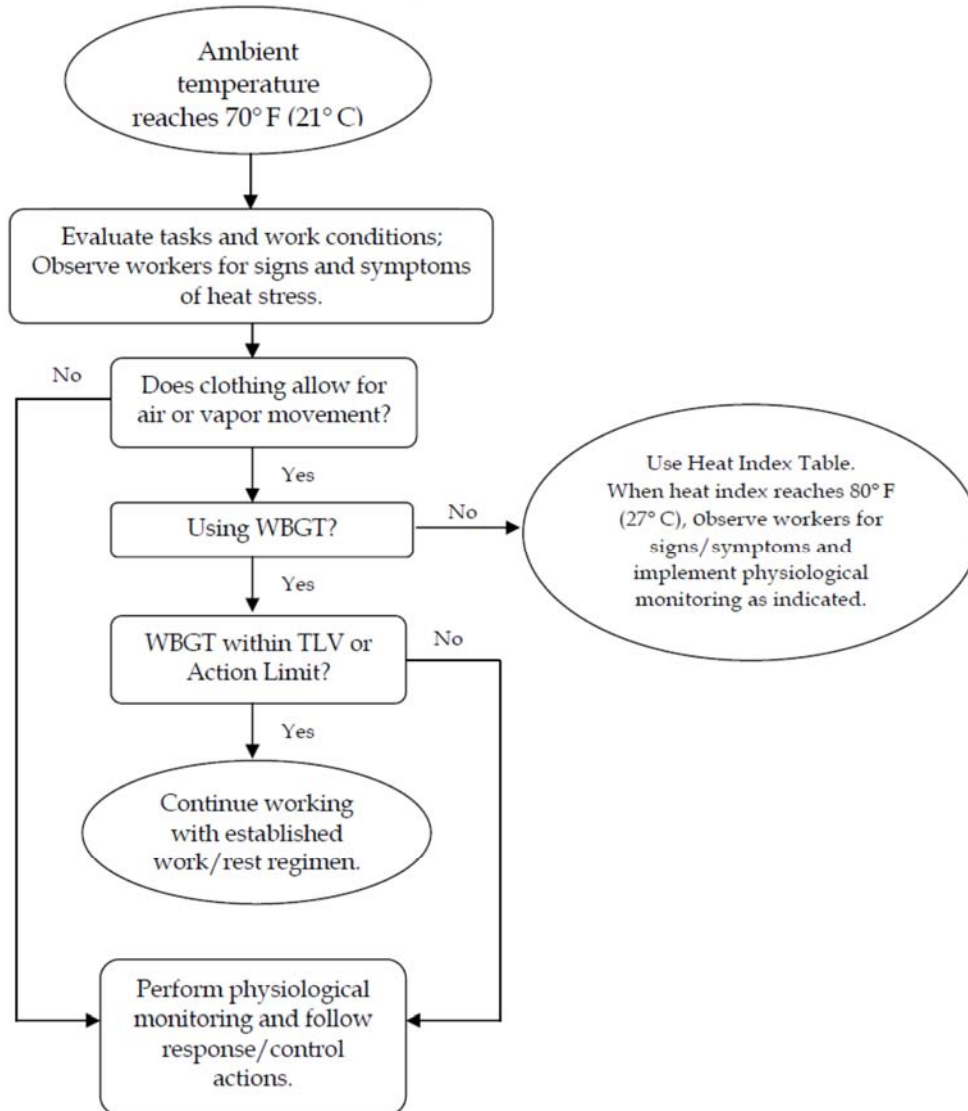 Ambient
temperature
reaches 70° F (21° C)
Evaluate tasks and work conditions;
Observe workers for signs and symptoms
of heat stress.
No
Does clothing allow for
air or vapor movement?
Yes
Using WBGT?
No
Use Heat Index Table.
When heat index reaches 80° F
(27° C), Observe workers for
signs/symptoms and
implement physiological
monitoring as indicated.
Yes
WBGT within TLV or
Action Limit?
No
Yes
Continue working
with established
work/rest regimen.
Perform physiological
monitoring and follow
response/control
actions.